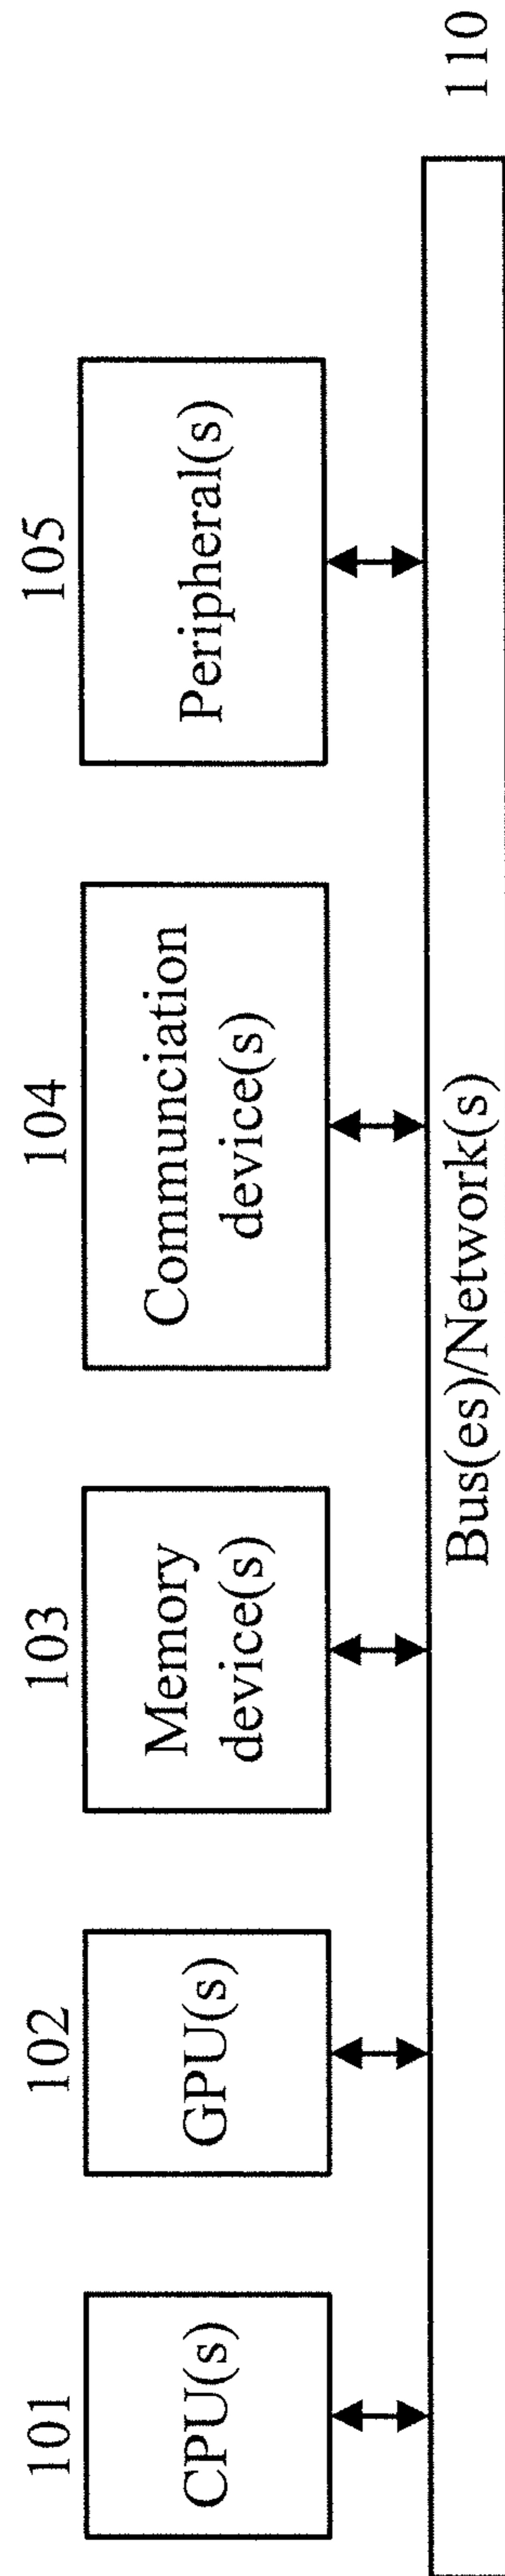 101
CPU(s)
102
GPU(s)
103
Memory
device(s)
104
Communciation
device(s)
105
Peripheral(s)
Bus(es)/Network(s)
110